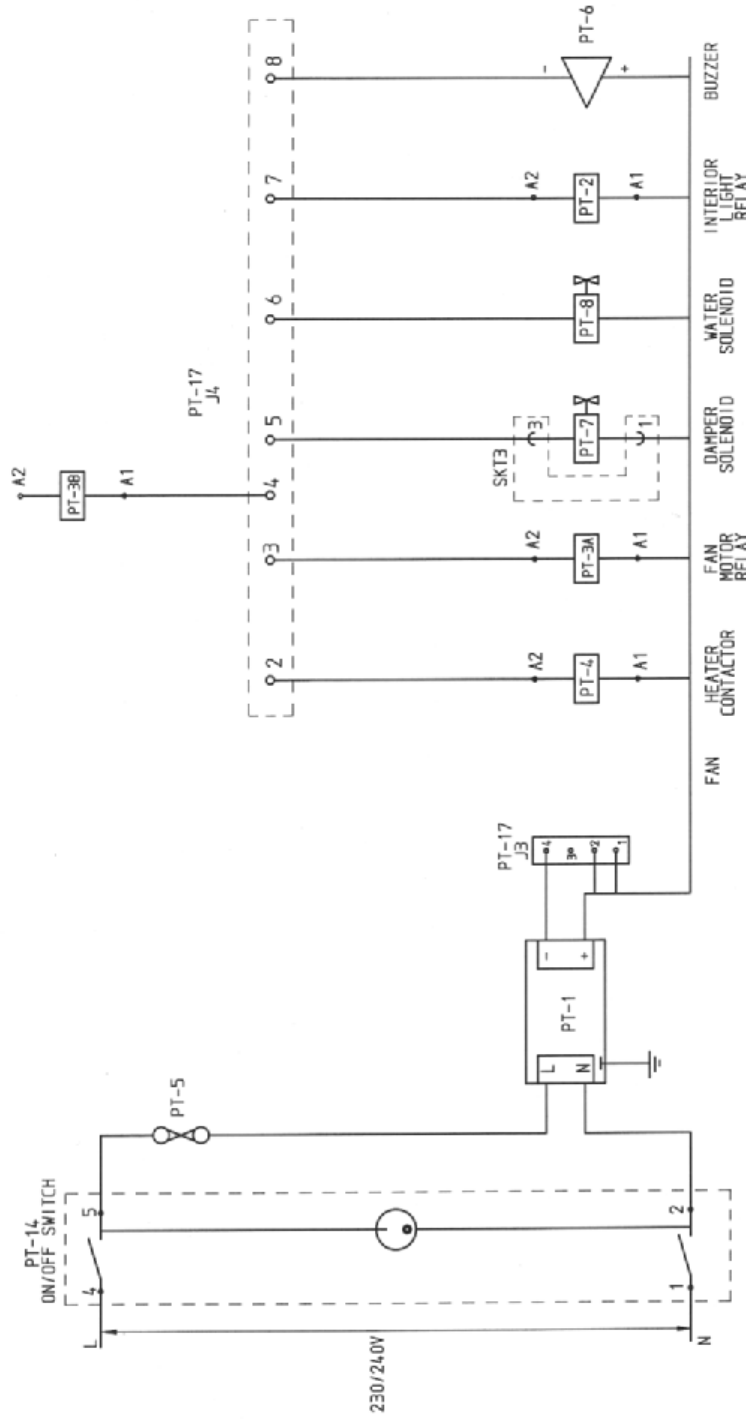 L
N
230/240V
PT-14
ON/OFF SWITCH
4
5
1
2
PT-5
L
N
PT-1
-
+
PT-17
J3
4
3
2
1
FAN
PT-17
J4
2
3
4
5
6
7
8
A2
PT-3B
A1
A2
PT-4
A1
HEATER
CONTACTOR
A2
PT-3A
A1
FAN
MOTOR
RELAY
SKT3
3
PT-7
1
DAMPER
SOLENOID
PT-8
WATER
SOLENOID
A2
PT-2
A1
INTERIOR
LIGHT
RELAY
-
+
PT-6
BUZZER